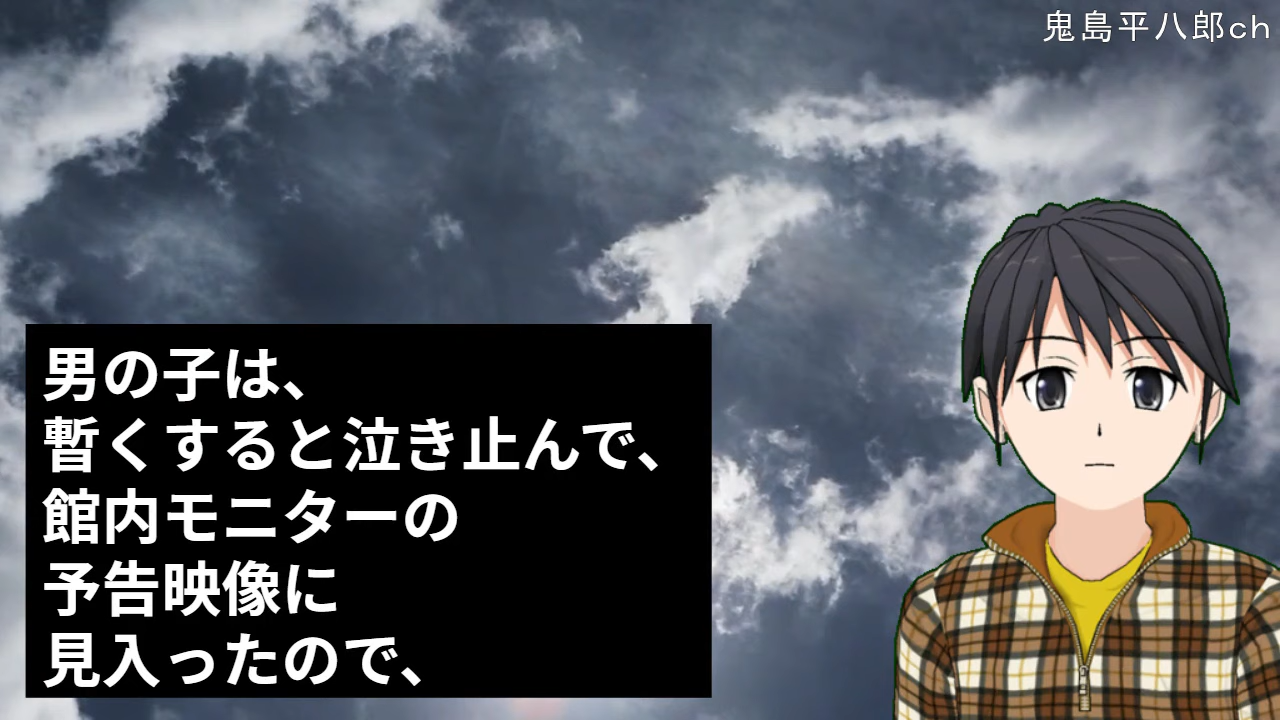 鬼島平八郎ch
男の子は、
暫くすると泣き止んで、
館内モニターの
予告映像に
見入ったので、